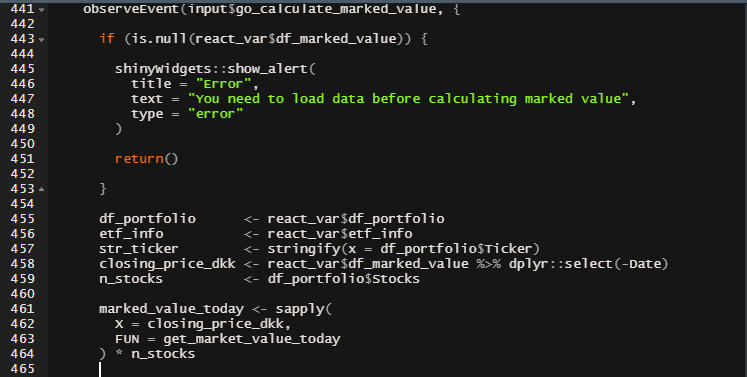 441 observeEvent(input$go_calculate_marked_value, {
442
443 if (is.null(react_var$df_marked_value)) {
444
445 shinyWidgets::show_alert(
446 title = "Error",
447 text = "You need to load data before calculating marked value",
448 type = "error"
449 )
450
451 return()
452
453 }
454
455 df_portfolio <- react_var$df_portfolio
456 etf_info <- react_var$etf_info
457 str_ticker <- stringify(x = df_portfolio$Ticker)
458 closing_price_dkk <- react_var$df_marked_value %>% dplyr::select(-Date)
459 n_stocks <- df_portfolio$Stocks
460
461 marked_value_today <- sapply(
462 X = closing_price_dkk,
463 FUN = get_market_value_today
464 ) * n_stocks
465